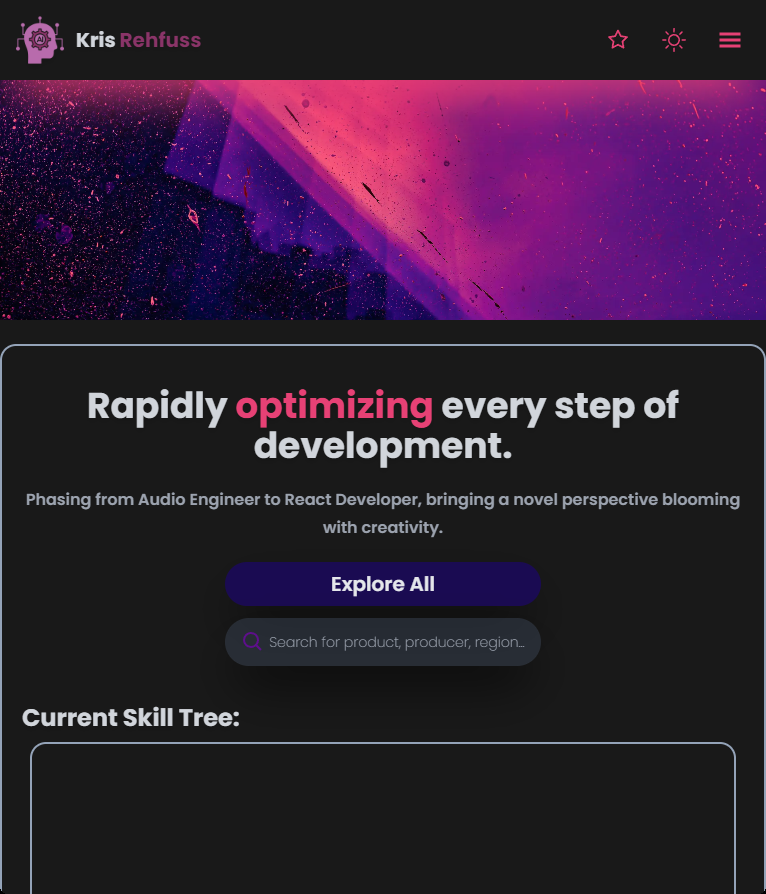 AI
Kris Rehfuss
Rapidly optimizing every step of
development.
Phasing from Audio Engineer to React Developer, bringing a novel perspective blooming
with creativity.
Explore All
Search for product, producer, region...
Current Skill Tree: